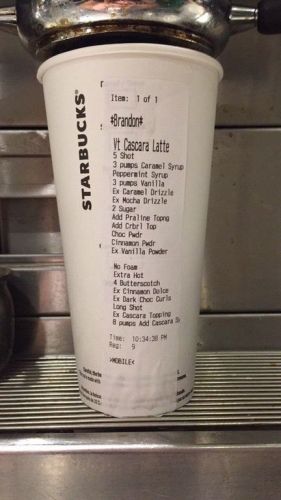 STARBUCKS®
Item: 1 of 1
*Brandon*
Vt Cascara Latte
5 Shot
3 pumps Caramel Syrup
Peppermint Syrup
3 pumps Vanilla
Ex Caramel Drizzle
Ex Mocha Drizzle
2 Sugar
Add Praline Topng
Add Crbrl Top
Choc Pwdr
Cinnamon Pwdr
Ex Vanilla Powder
No Foam
Extra Hot
4 Butterscotch
Ex Cinnamon Dolce
Ex Dark Choc Curls
Long Shot
Ex Cascara Topping
8 pumps Add Cascara
Time: 10:34:38 PM
Reg: 9
>MOBILE<